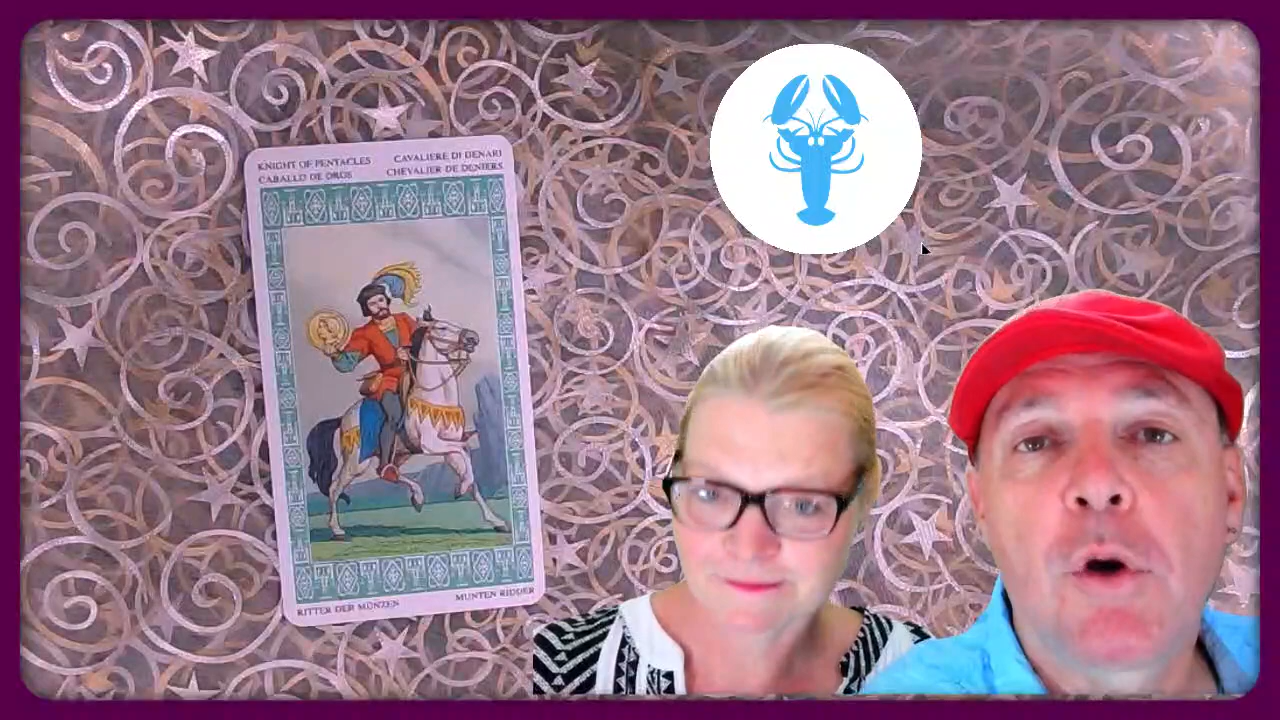 KNIGHT OF PENTACLES
CAVALIERE DI DENARI
CABALLO DE OROS
CHEVALIER DE DENIERS
RITTER DER MÜNZEN
MUNTEN RIDDER